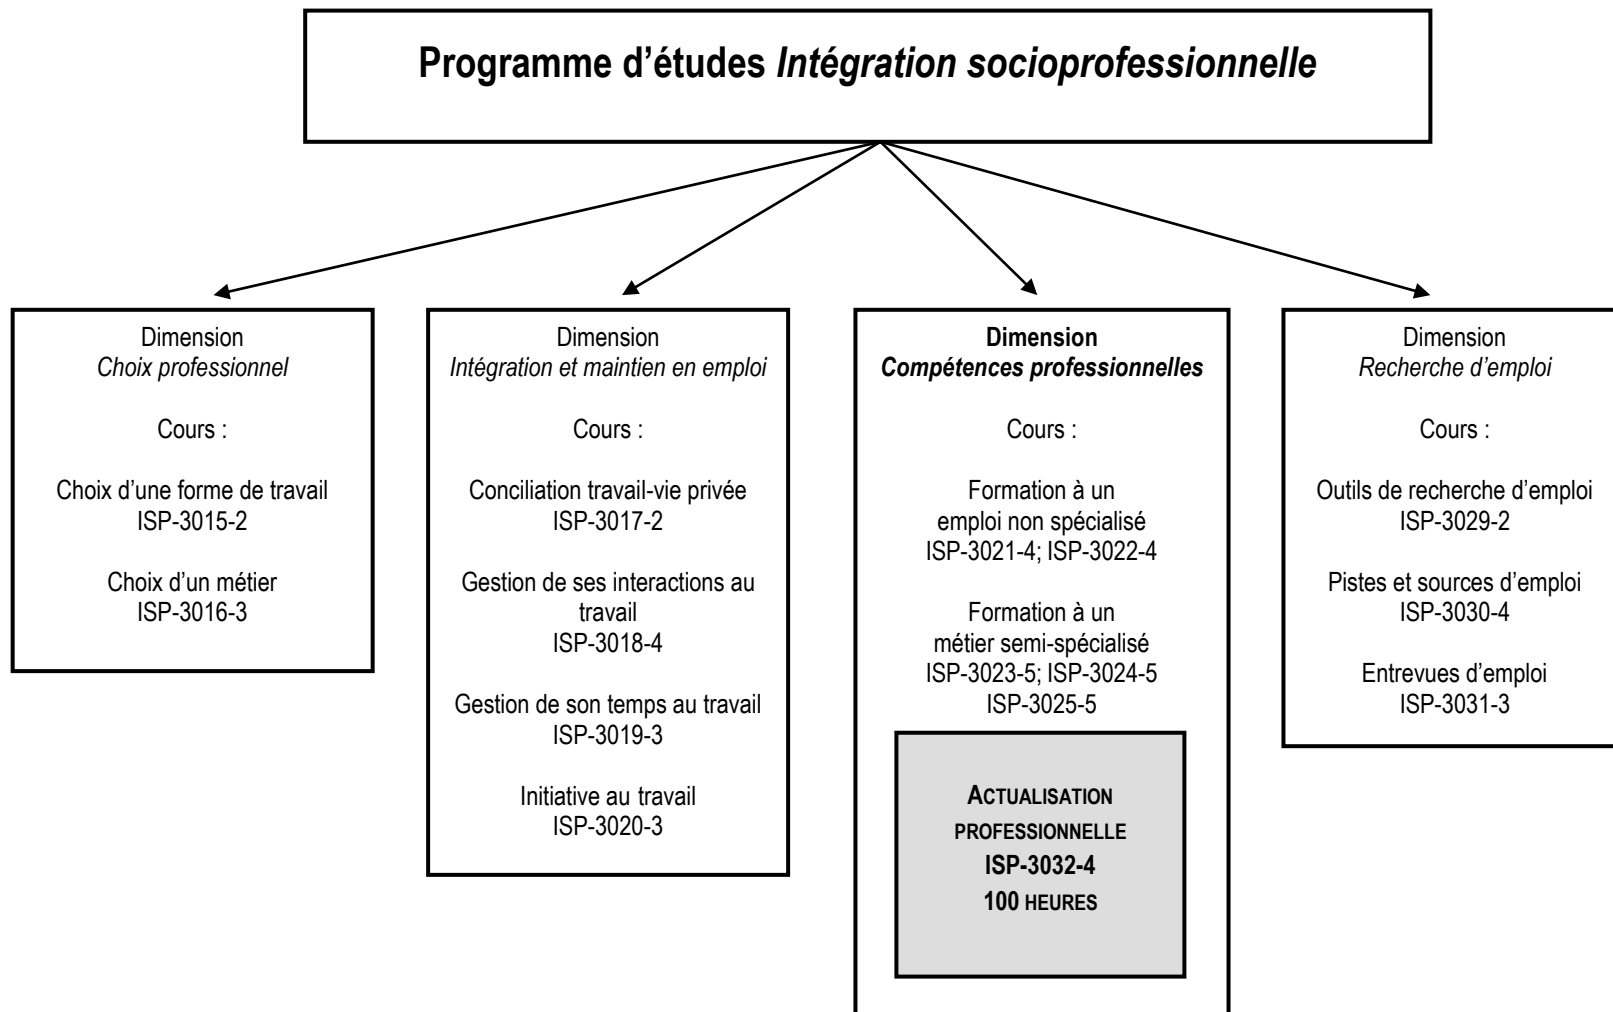 Programme d’études Intégration socioprofessionnelle
Dimension
Choix professionnel
Cours :
Choix d’une forme de travail
ISP-3015-2
Choix d’un métier
ISP-3016-3
Dimension
Intégration et maintien en emploi
Cours :
Conciliation travail-vie privée
ISP-3017-2
Gestion de ses interactions au
travail
ISP-3018-4
Gestion de son temps au travail
ISP-3019-3
Initiative au travail
ISP-3020-3
Dimension
Compétences professionnelles
Cours :
Formation à un
emploi non spécialisé
ISP-3021-4; ISP-3022-4
Formation à un
métier semi-spécialisé
ISP-3023-5; ISP-3024-5
ISP-3025-5
ACTUALISATION
PROFESSIONNELLE
ISP-3032-4
100 HEURES
Dimension
Recherche d’emploi
Cours :
Outils de recherche d’emploi
ISP-3029-2
Pistes et sources d’emploi
ISP-3030-4
Entrevues d’emploi
ISP-3031-3